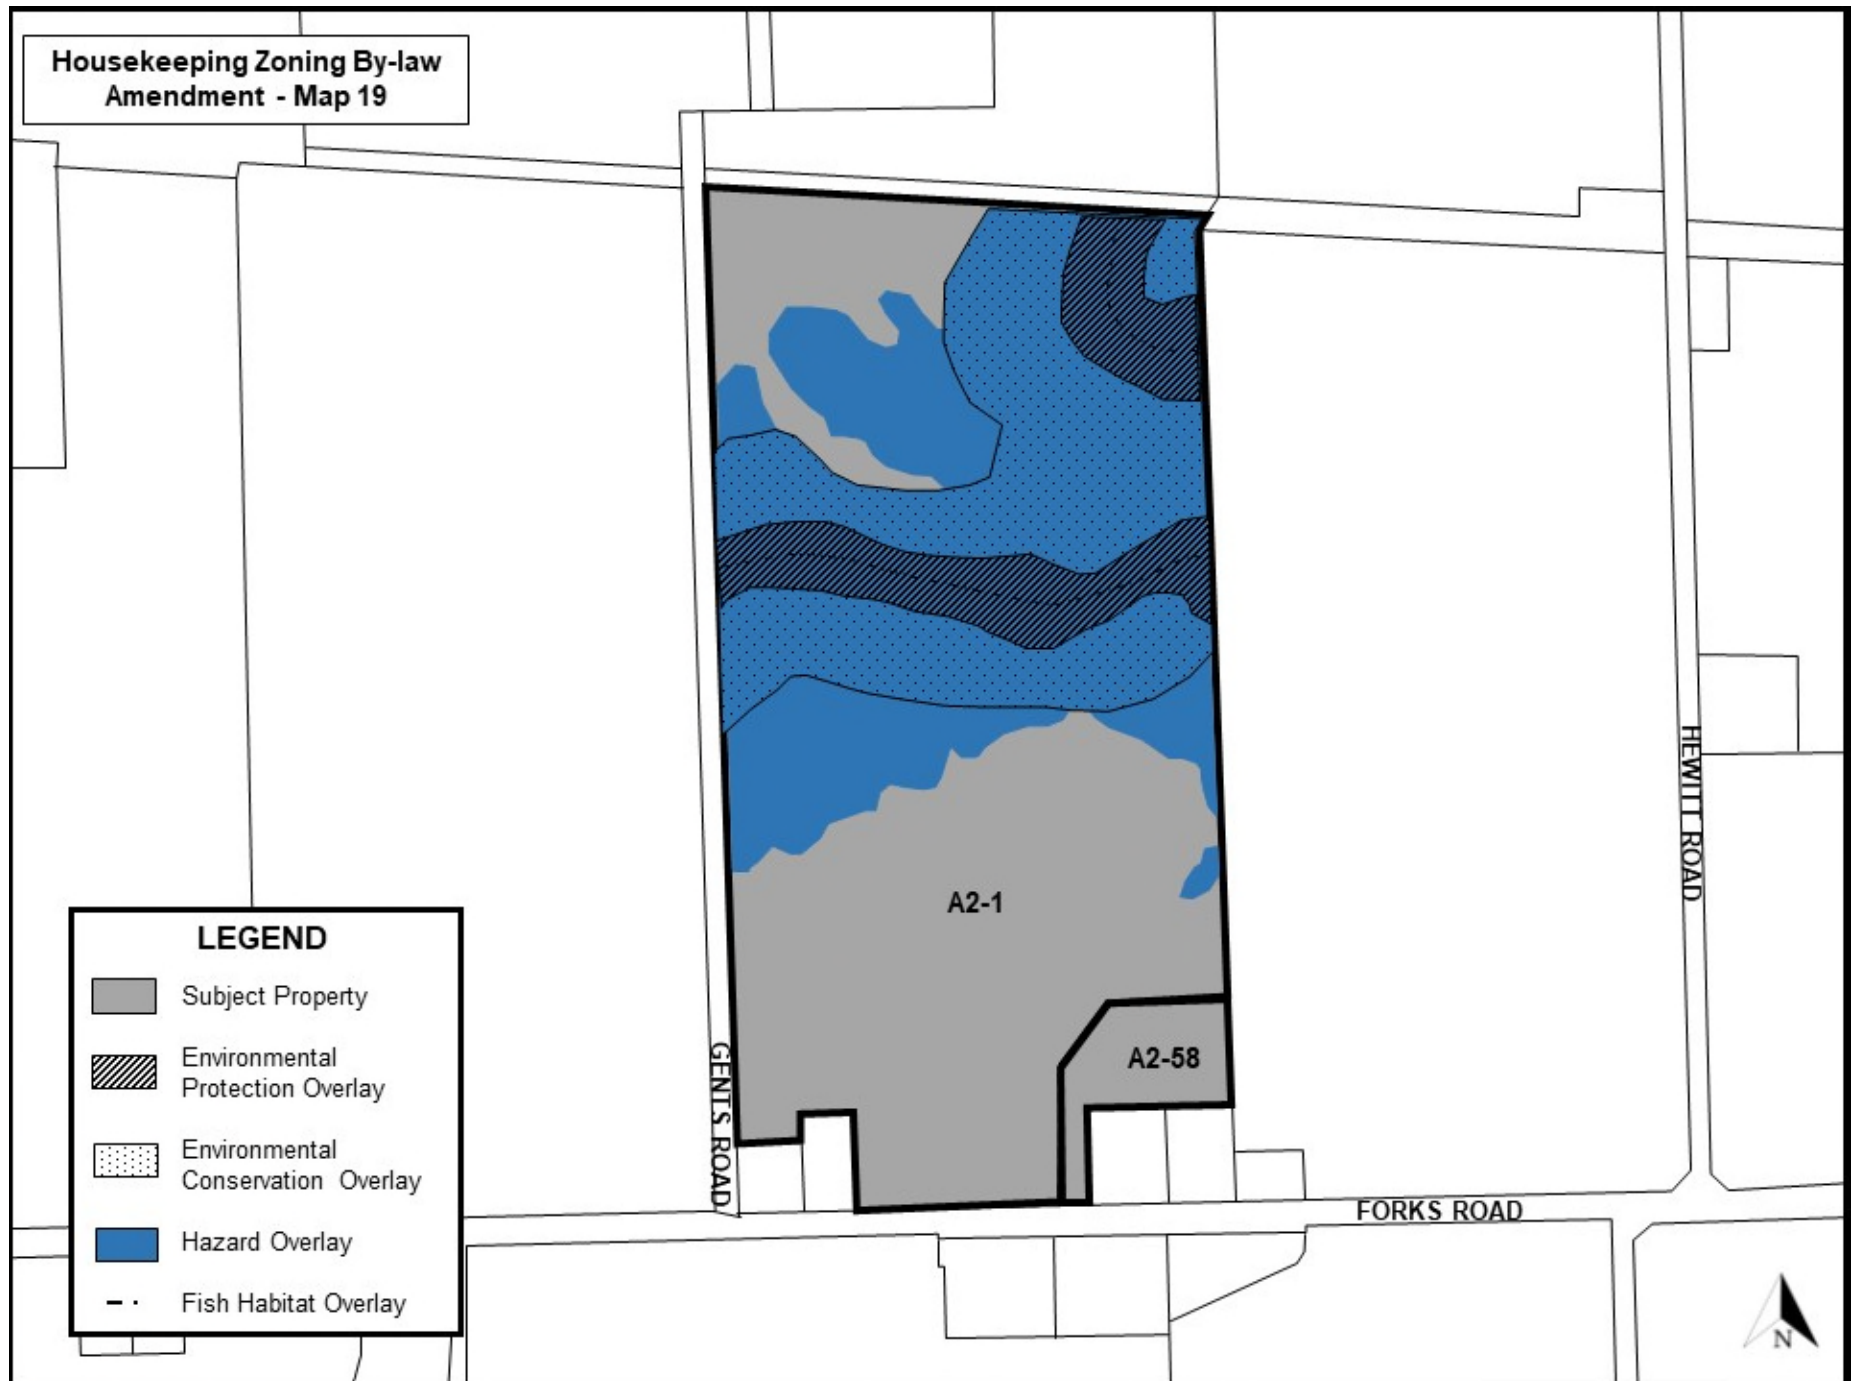 Housekeeping Zoning By-law
Amendment - Map 19
A2-1
A2-58
HEWITT ROAD
GENTS ROAD
FORKS ROAD
LEGEND
Subject Property
Environmental
Protection Overlay
Environmental
Conservation Overlay
Hazard Overlay
Fish Habitat Overlay
N